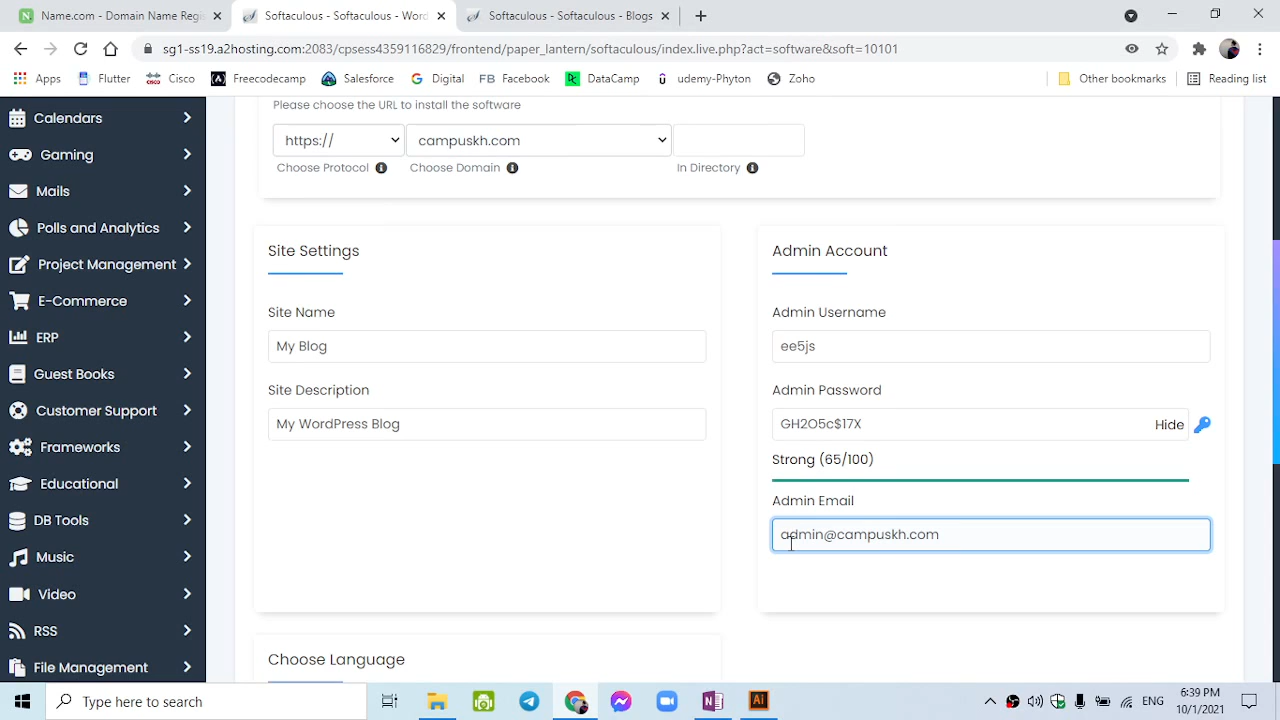 Name.com - Domain Name Regi
Softaculous - Softaculous - Wor
Softaculous - Softaculous - Blogs
sg1-ss19.a2hosting.com:2083/cpsess4359116829/frontend/paper_lantern/softaculous/index.live.php?act=software&soft=10101
Apps Flutter Cisco Freecodecamp Salesforce Digital FB Facebook DataCamp udemy-Phyton Zoho Other bookmarks Reading list
Calendars
Gaming
Mails
Polls and Analytics
Project Management
E-Commerce
ERP
Guest Books
Customer Support
Frameworks
Educational
DB Tools
Music
Video
RSS
File Management
Please choose the URL to install the software
https:// campuskh.com
Choose Protocol Choose Domain In Directory
Site Settings
Site Name
My Blog
Site Description
My WordPress Blog
Admin Account
Admin Username
ee5js
Admin Password
GH2O5c$17X Hide
Strong (65/100)
Admin Email
admin@campuskh.com
Choose Language
Type here to search
ENG
6:39 PM
10/1/2021